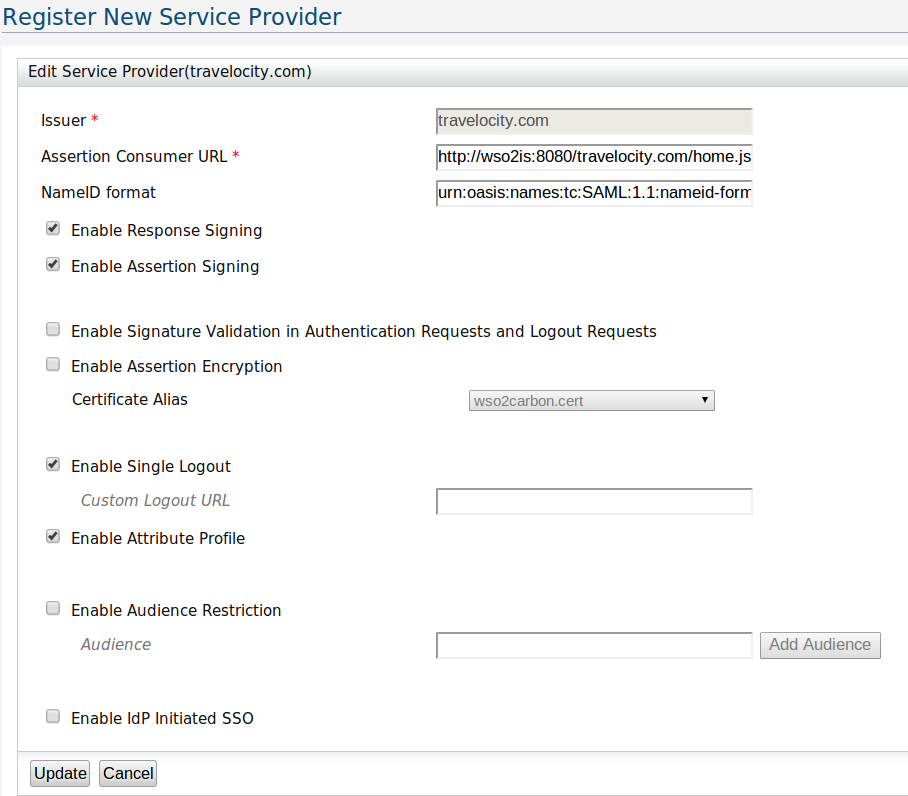 Register New Service Provider
Edit Service Provider(travelocity.com)
Issuer * travelocity.com
Assertion Consumer URL * http://wso2is:8080/travelocity.com/home.js
NameID format urn:oasis:names:tc:SAML:1.1:nameid-form
Enable Response Signing
Enable Assertion Signing
Enable Signature Validation in Authentication Requests and Logout Requests
Enable Assertion Encryption
Certificate Alias wso2carbon.cert
Enable Single Logout
Custom Logout URL
Enable Attribute Profile
Enable Audience Restriction
Audience Add Audience
Enable IdP Initiated SSO
Update Cancel